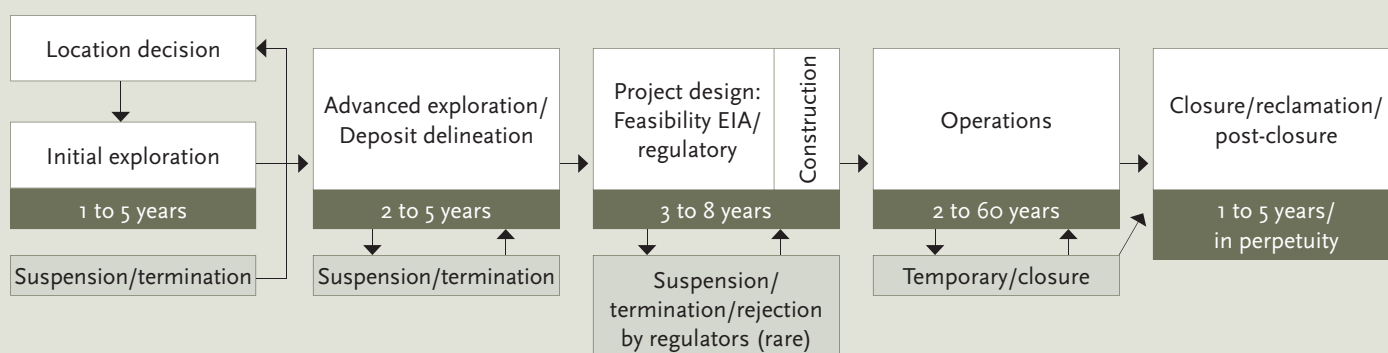 Location decision
Initial exploration
1 to 5 years
Suspension/termination
Advanced exploration/
Deposit delineation
2 to 5 years
Suspension/termination
Project design:
Feasibility EIA/
regulatory
Construction
3 to 8 years
Suspension/
termination/rejection
by regulators (rare)
Operations
2 to 60 years
Temporary/closure
Closure/reclamation/
post-closure
1 to 5 years/
in perpetuity